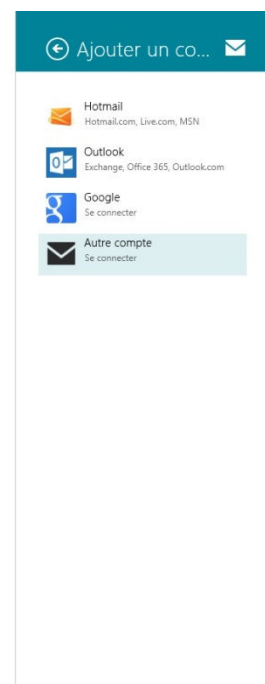 Ajouter un co...
Hotmail
Hotmail.com, Live.com, MSN
Outlook
Exchange, Office 365, Outlook.com
Google
Se connecter
Autre compte
Se connecter